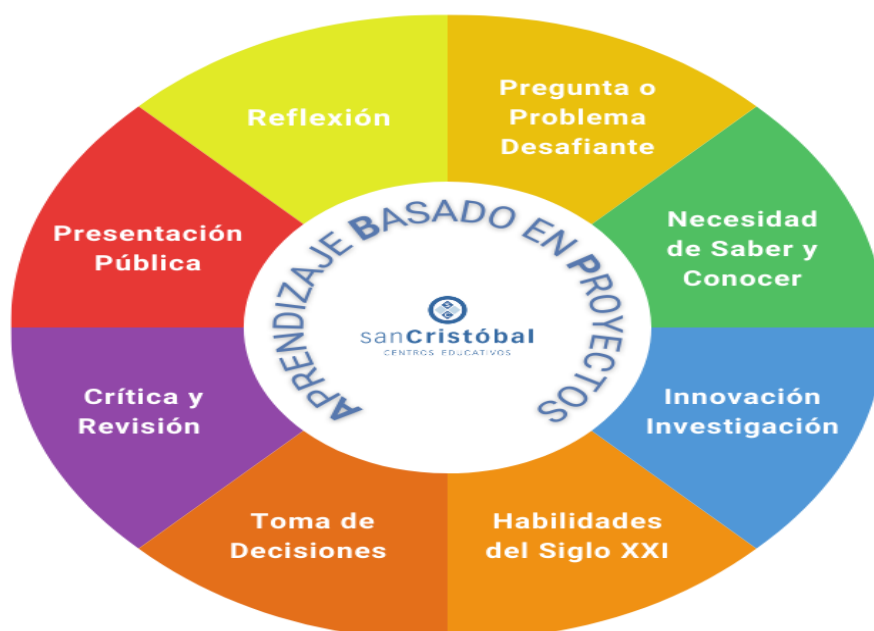 Reflexión
Pregunta o
Problema
Desafiante
Necesidad
de Saber y
Conocer
Innovación
Investigación
Habilidades
del Siglo XXI
Toma de
Decisiones
Crítica y
Revisión
Presentación
Pública
APRENDIZAJE BASADO EN PROYECTOS
S
C
sanCristóbal
CENTROS EDUCATIVOS